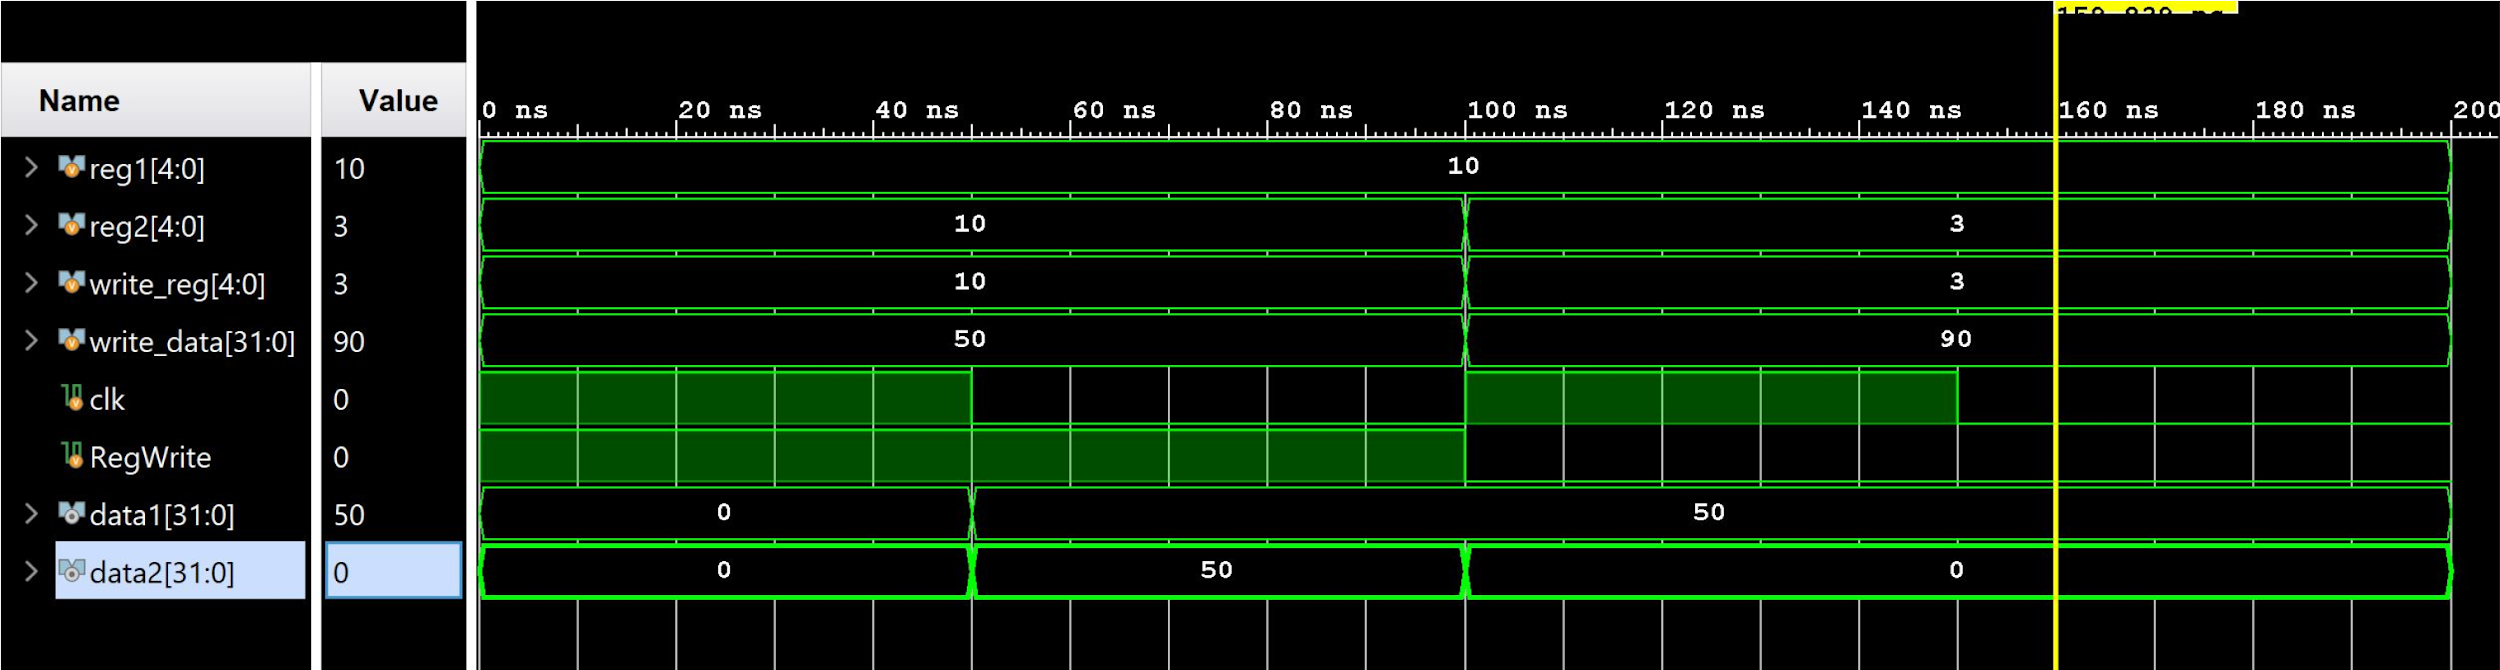 Name Value
0 ns 20 ns 40 ns 60 ns 80 ns 100 ns 120 ns 140 ns 160 ns 180 ns 200
reg1[4:0] 10 10
reg2[4:0] 3 10 3
write_reg[4:0] 3 10 3
write_data[31:0] 90 50 90
clk 0
RegWrite 0
data1[31:0] 50 0 50
data2[31:0] 0 0 50 0